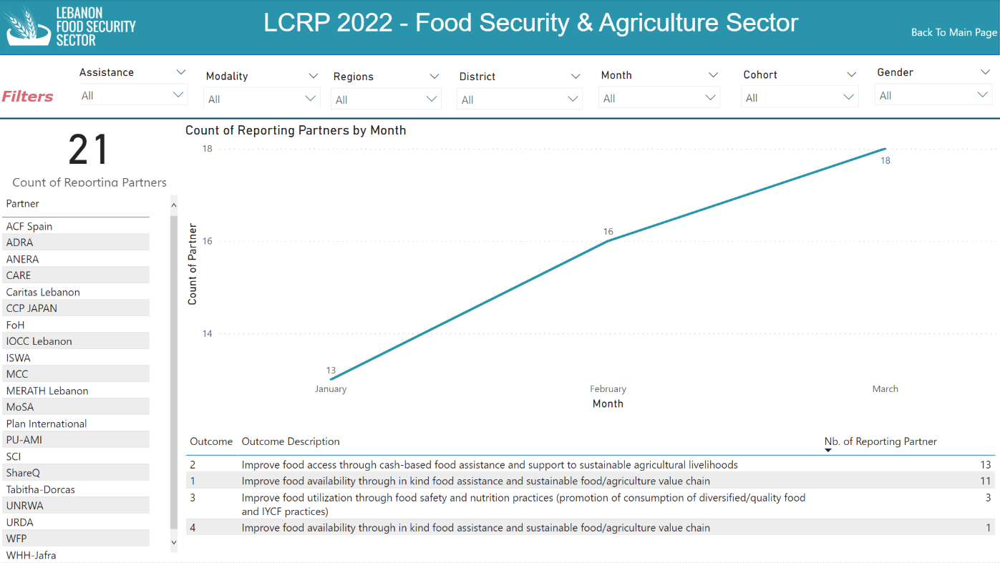 LEBANON
FOOD SECURITY
SECTOR
LCRP 2022 - Food Security & Agriculture Sector
Back To Main Page
Filters
Assistance
All
Modality
All
Regions
All
District
All
Month
All
Cohort
All
Gender
All
21
Count of Reporting Partners
Partner
ACF Spain
ADRA
ANERA
CARE
Caritas Lebanon
CCP JAPAN
FoH
IOCC Lebanon
ISWA
MCC
MERATH Lebanon
MoSA
Plan International
PU-AMI
SCI
ShareQ
Tabitha-Dorcas
UNRWA
URDA
WFP
WHH-Jafra
Count of Reporting Partners by Month
Count of Partner
18
16
14
13
16
18
January
February
March
Month
Outcome Outcome Description Nb. of Reporting Partner
2 Improve food access through cash-based food assistance and support to sustainable agricultural livelihoods 13
1 Improve food availability through in kind food assistance and sustainable food/agriculture value chain 11
3 Improve food utilization through food safety and nutrition practices (promotion of consumption of diversified/quality food 3
and IYCF practices)
4 Improve food availability through in kind food assistance and sustainable food/agriculture value chain 1